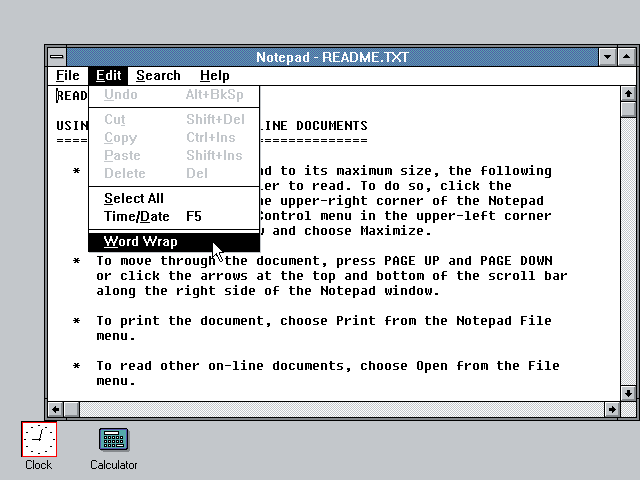 Notepad - README.TXT
File Edit Search Help
Undo Alt+BkSp
Cut Shift+Del
Copy Ctrl+Ins
Paste Shift+Ins
Delete Del
Select All
Time/Date F5
Word Wrap
READ
USIN LINE DOCUMENTS
==== ===============
* nd to its maximum size, the following
ier to read. To do so, click the
he upper-right corner of the Notepad
Control menu in the upper-left corner
w and choose Maximize.
* To move through the document, press PAGE UP and PAGE DOWN
or click the arrows at the top and bottom of the scroll bar
along the right side of the Notepad window.
* To print the document, choose Print from the Notepad File
menu.
* To read other on-line documents, choose Open from the File
menu.
Clock
Calculator